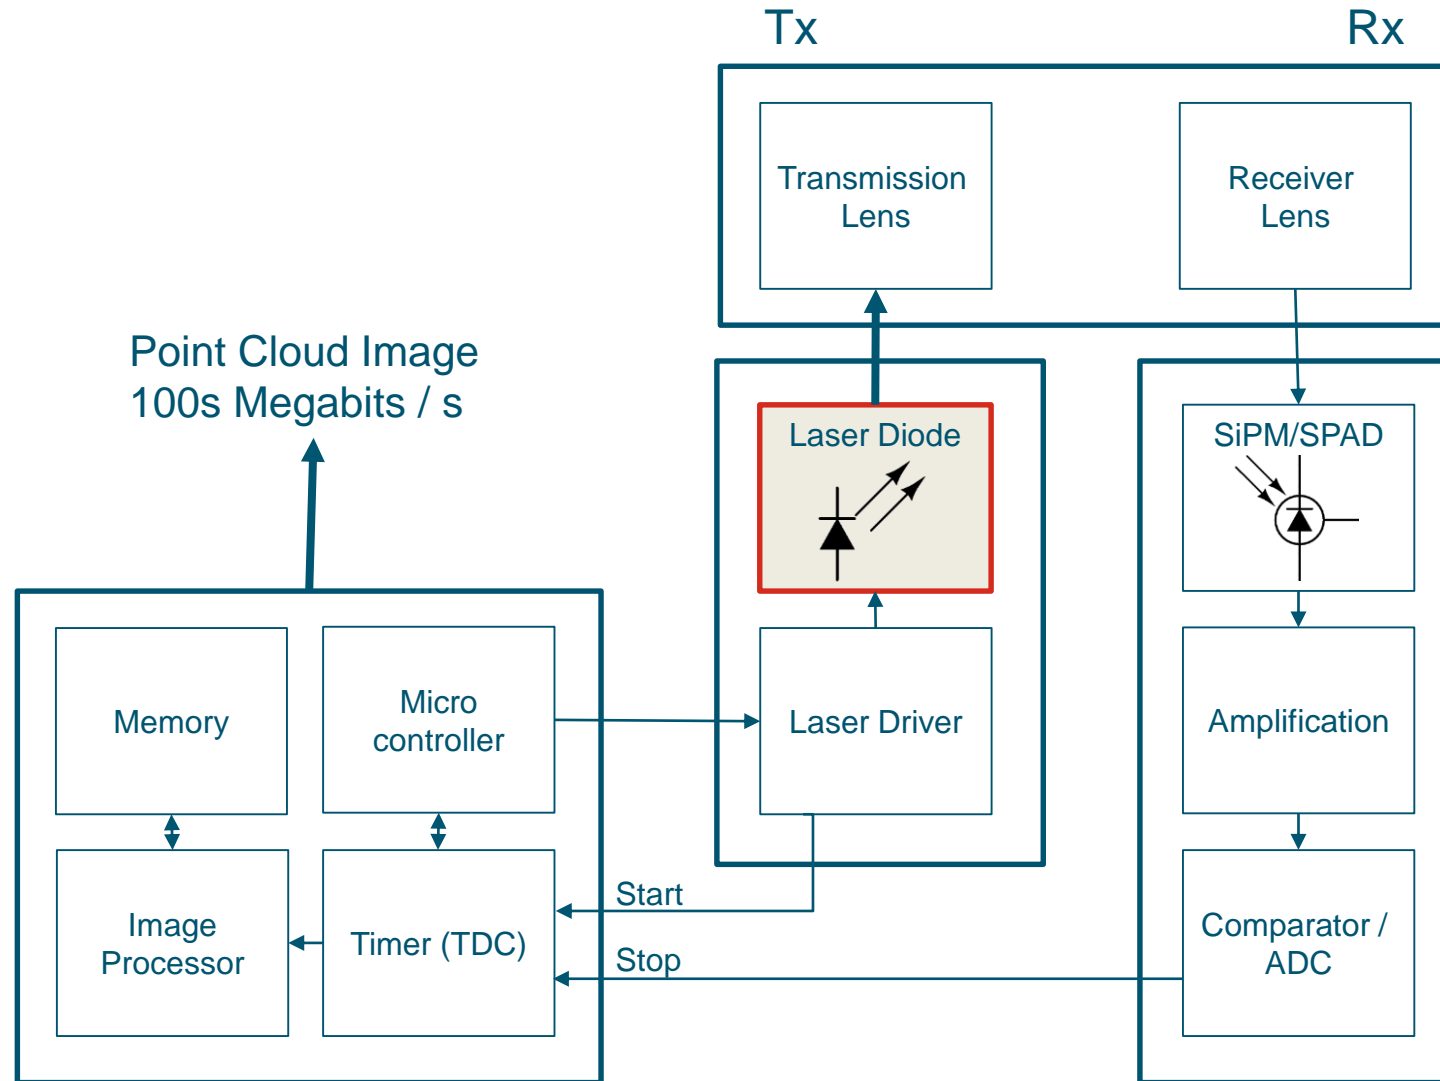 Tx
Rx
Transmission
Lens
Receiver
Lens
Point Cloud Image
100s Megabits / s
Laser Diode
SiPM/SPAD
Memory
Micro
controller
Laser Driver
Amplification
Start
Image
Processor
Timer (TDC)
Stop
Comparator /
ADC